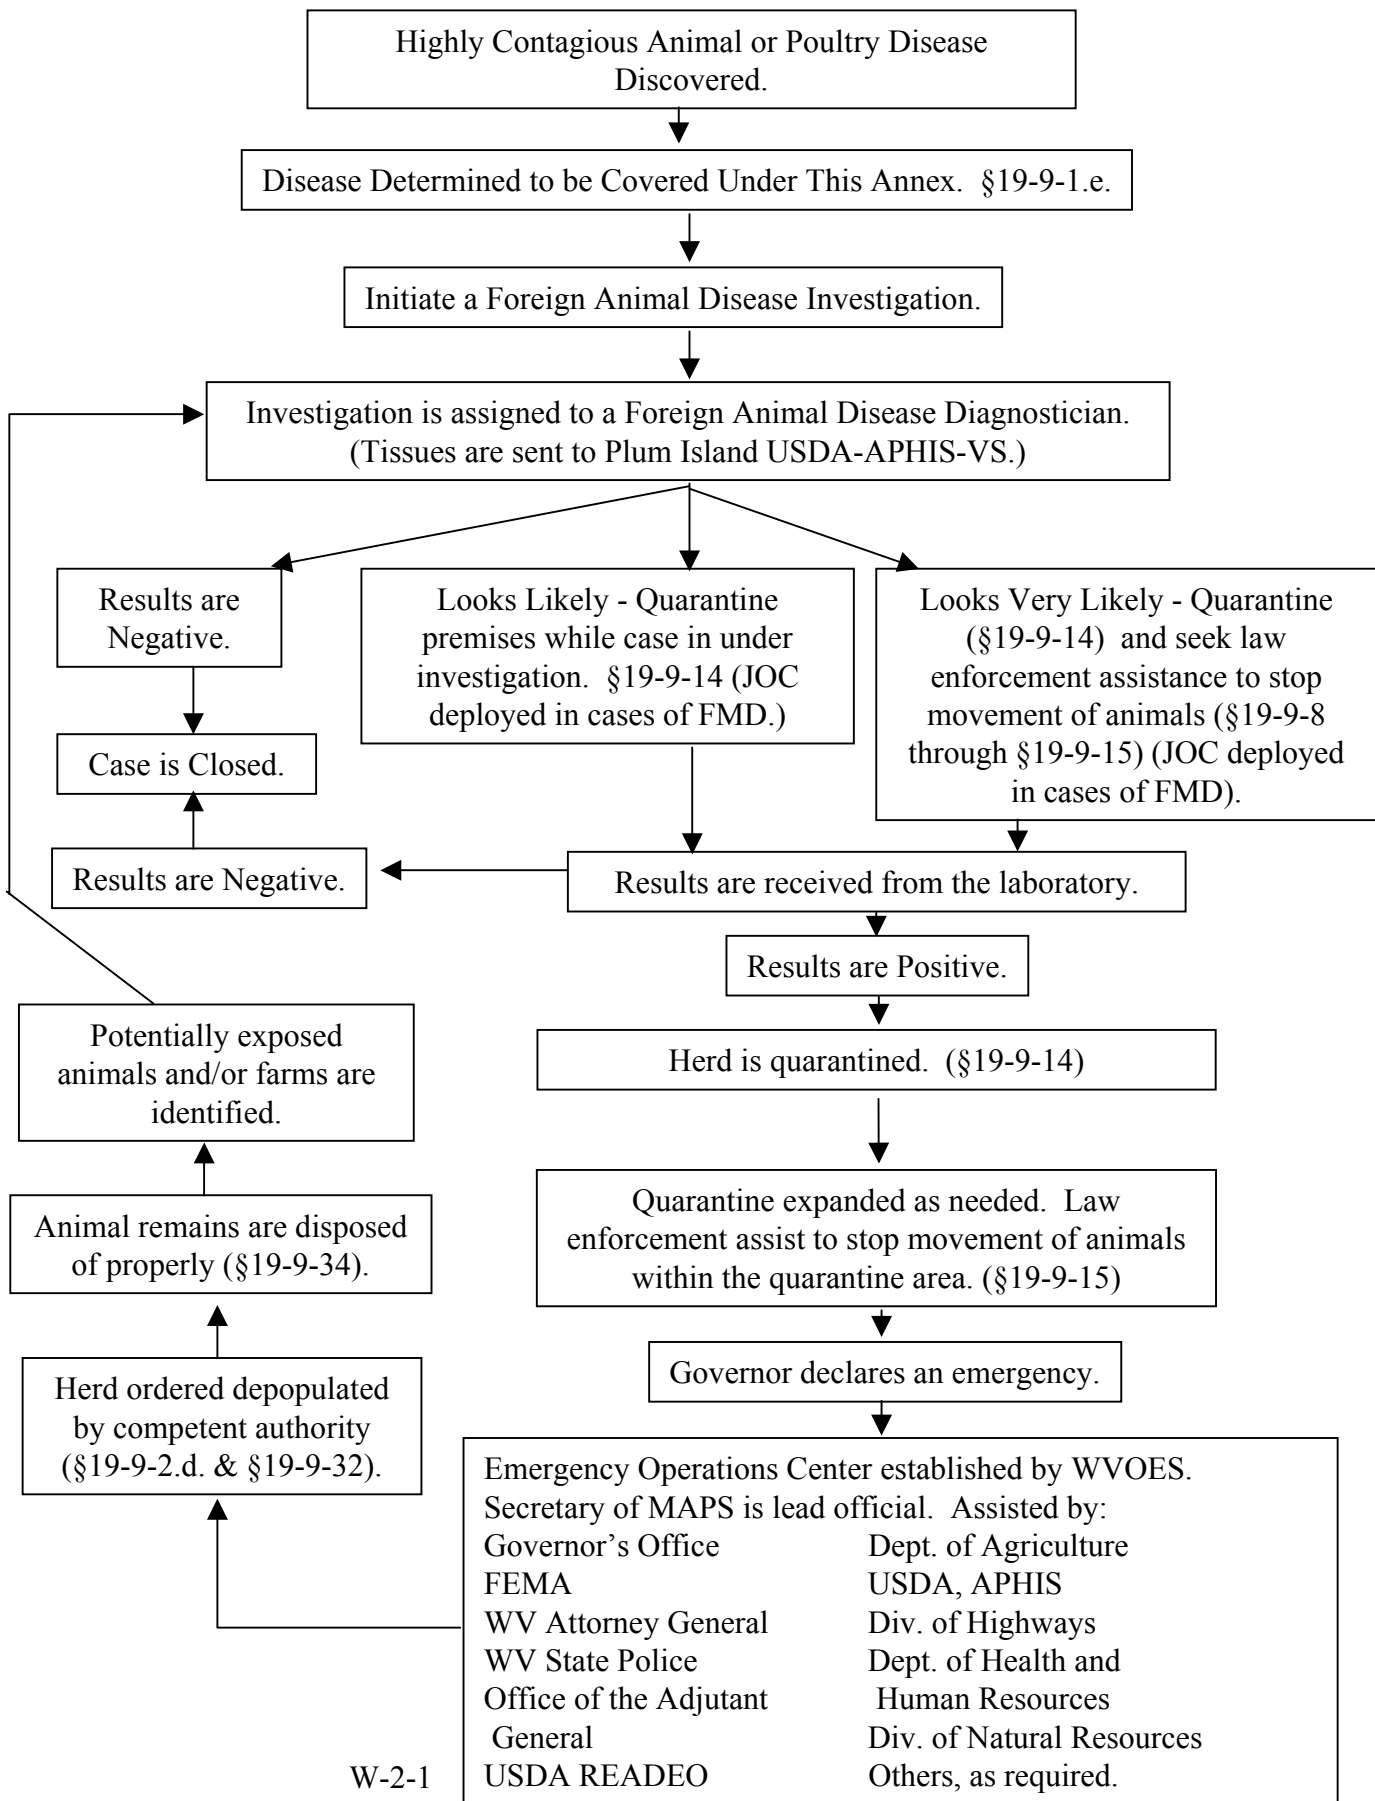 Highly Contagious Animal or Poultry Disease
Discovered.
Disease Determined to be Covered Under This Annex. §19-9-1.e.
Initiate a Foreign Animal Disease Investigation.
Investigation is assigned to a Foreign Animal Disease Diagnostician.
(Tissues are sent to Plum Island USDA-APHIS-VS.)
Results are
Negative.
Looks Likely - Quarantine
premises while case in under
investigation. §19-9-14 (JOC
deployed in cases of FMD.)
Looks Very Likely - Quarantine
(§19-9-14) and seek law
enforcement assistance to stop
movement of animals (§19-9-8
through §19-9-15) (JOC deployed
in cases of FMD).
Case is Closed.
Results are Negative.
Results are received from the laboratory.
Results are Positive.
Herd is quarantined. (§19-9-14)
Quarantine expanded as needed. Law
enforcement assist to stop movement of animals
within the quarantine area. (§19-9-15)
Governor declares an emergency.
Emergency Operations Center established by WVOES.
Secretary of MAPS is lead official. Assisted by:
Governor's Office Dept. of Agriculture
FEMA USDA, APHIS
WV Attorney General Div. of Highways
WV State Police Dept. of Health and
Office of the Adjutant Human Resources
General Div. of Natural Resources
USDA READEO Others, as required.
Herd ordered depopulated
by competent authority
(§19-9-2.d. & §19-9-32).
Animal remains are disposed
of properly (§19-9-34).
Potentially exposed
animals and/or farms are
identified.
W-2-1